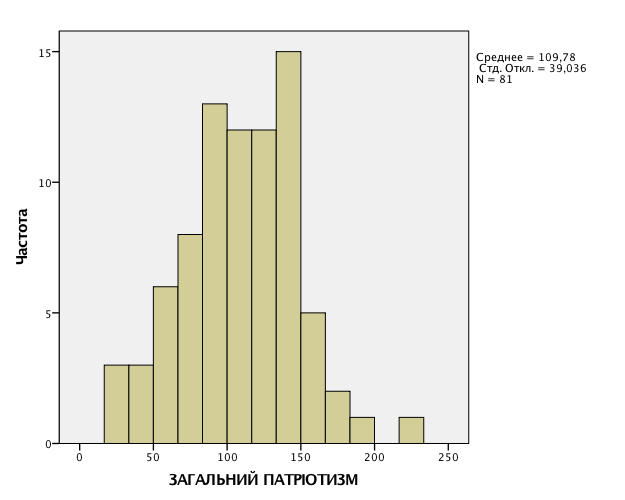 15
10
5
0
Частота
0 50 100 150 200 250
ЗАГАЛЬНИЙ ПАТРІОТИЗМ
Среднее = 109,78
Стд. Откл. = 39,036
N = 81